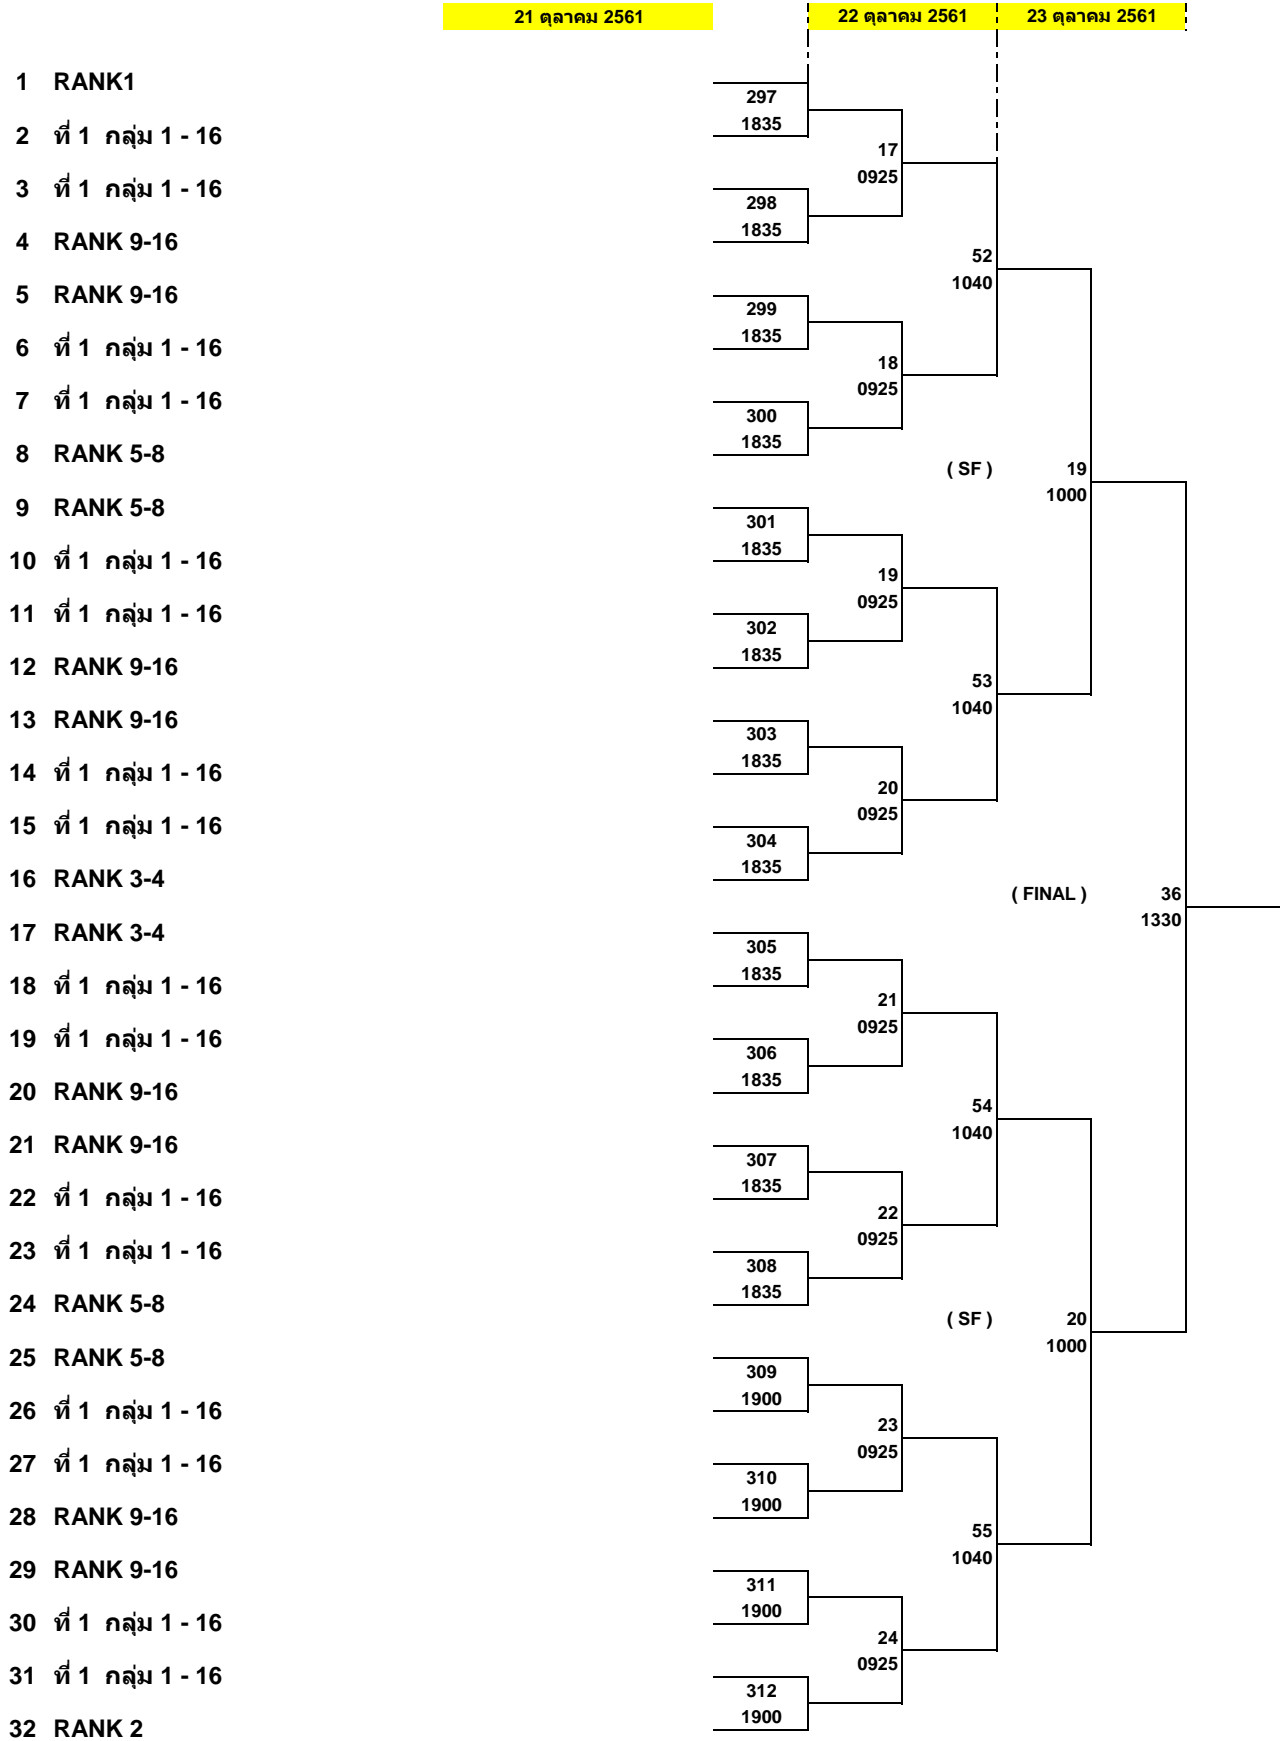 21 ตุลาคม 2561 22 ตุลาคม 2561 23 ตุลาคม 2561
1 RANK1
297
2 ที่ 1 กลุ่ม 1 - 16 1835
17
3 ที่ 1 กลุ่ม 1 - 16 0925
298
4 RANK 9-16 1835
52
5 RANK 9-16 1040
299
6 ที่ 1 กลุ่ม 1 - 16 1835
18
7 ที่ 1 กลุ่ม 1 - 16 0925
300
8 RANK 5-8 1835
( SF ) 19
9 RANK 5-8 1000
301
10 ที่ 1 กลุ่ม 1 - 16 1835
19
11 ที่ 1 กลุ่ม 1 - 16 0925
302
12 RANK 9-16 1835
53
13 RANK 9-16 1040
303
14 ที่ 1 กลุ่ม 1 - 16 1835
20
15 ที่ 1 กลุ่ม 1 - 16 0925
304
16 RANK 3-4 1835
( FINAL ) 36
17 RANK 3-4 1330
305
18 ที่ 1 กลุ่ม 1 - 16 1835
21
19 ที่ 1 กลุ่ม 1 - 16 0925
306
20 RANK 9-16 1835
54
21 RANK 9-16 1040
307
22 ที่ 1 กลุ่ม 1 - 16 1835
22
23 ที่ 1 กลุ่ม 1 - 16 0925
308
24 RANK 5-8 1835
( SF ) 20
25 RANK 5-8 1000
309
26 ที่ 1 กลุ่ม 1 - 16 1900
23
27 ที่ 1 กลุ่ม 1 - 16 0925
310
28 RANK 9-16 1900
55
29 RANK 9-16 1040
311
30 ที่ 1 กลุ่ม 1 - 16 1900
24
31 ที่ 1 กลุ่ม 1 - 16 0925
312
32 RANK 2 1900